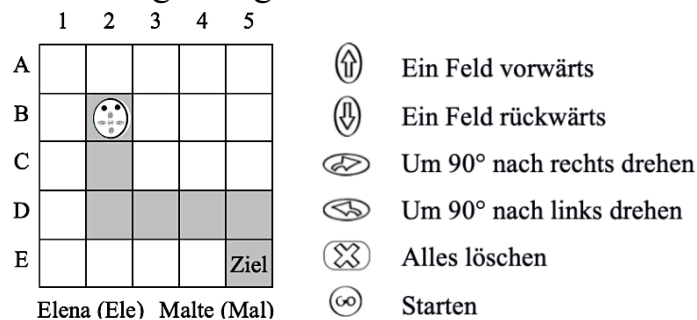 1 2 3 4 5
A
B
C
D
E Ziel
Elena (Ele) Malte (Mal)
Ein Feld vorwärts
Ein Feld rückwärts
Um 90° nach rechts drehen
Um 90° nach links drehen
Alles löschen
GO Starten